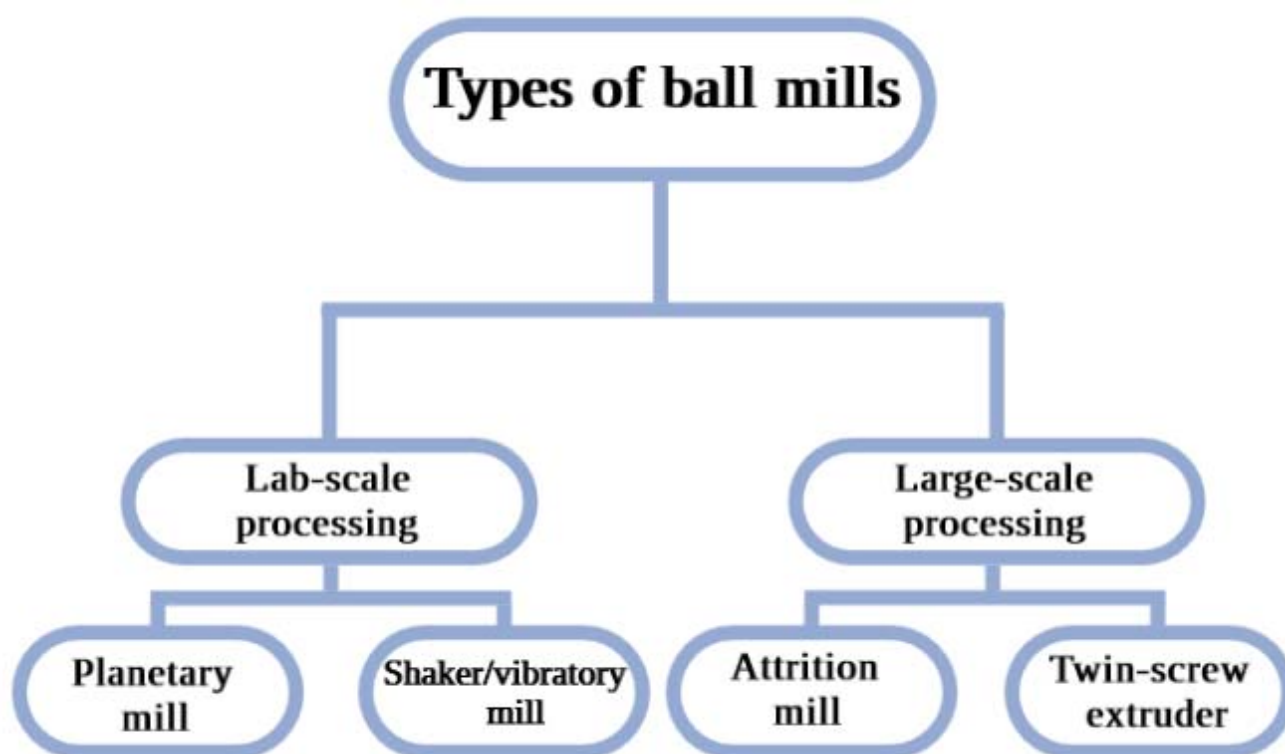 Types of ball mills
Lab-scale
processing
Large-scale
processing
Planetary
mill
Shaker/vibratory
mill
Attrition
mill
Twin-screw
extruder